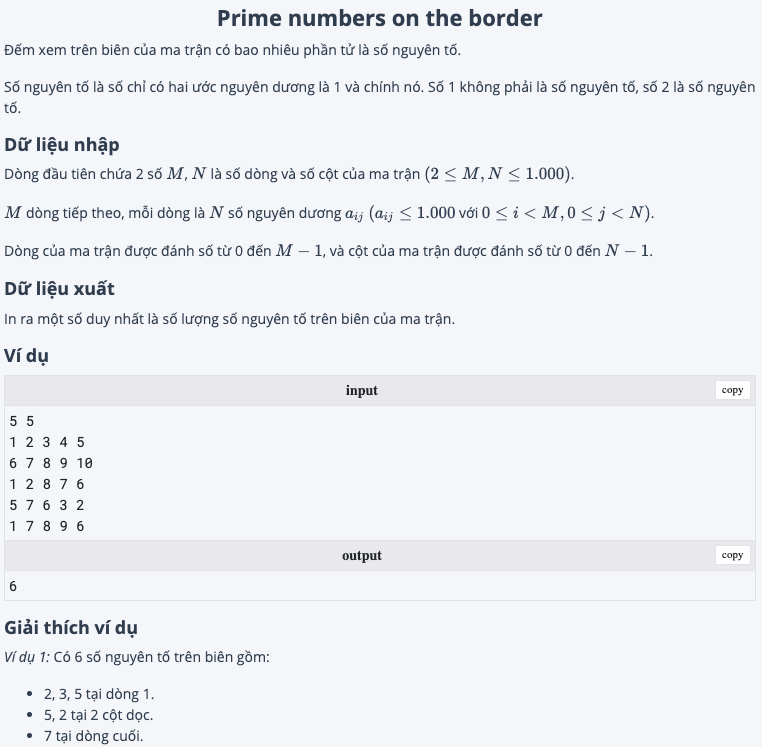 Prime numbers on the border
Đếm xem trên biên của ma trận có bao nhiêu phần tử là số nguyên tố.
Số nguyên tố là số chỉ có hai ước nguyên dương là 1 và chính nó. Số 1 không phải là số nguyên tố, số 2 là số nguyên
tố.
Dữ liệu nhập
Dòng đầu tiên chứa 2 số M, N là số dòng và số cột của ma trận (2 ≤ M, N ≤ 1.000).
M dòng tiếp theo, mỗi dòng là N số nguyên dương aᵢⱼ (aᵢⱼ ≤ 1.000 với 0 ≤ i < M, 0 ≤ j < N).
Dòng của ma trận được đánh số từ 0 đến M − 1, và cột của ma trận được đánh số từ 0 đến N − 1.
Dữ liệu xuất
In ra một số duy nhất là số lượng số nguyên tố trên biên của ma trận.
Ví dụ
input copy
5 5
1 2 3 4 5
6 7 8 9 10
1 2 8 7 6
5 7 6 3 2
1 7 8 9 6
output copy
6
Giải thích ví dụ
Ví dụ 1: Có 6 số nguyên tố trên biên gồm:
• 2, 3, 5 tại dòng 1.
• 5, 2 tại 2 cột dọc.
• 7 tại dòng cuối.